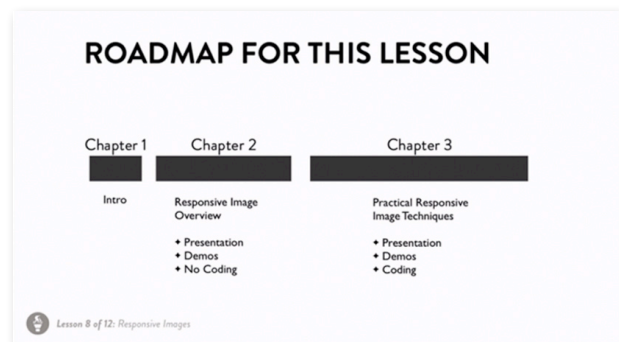 ROADMAP FOR THIS LESSON
Chapter 1
Chapter 2
Chapter 3
Intro
Responsive Image
Overview
✦ Presentation
✦ Demos
✦ No Coding
Practical Responsive
Image Techniques
✦ Presentation
✦ Demos
✦ Coding
Lesson 8 of 12: Responsive Images